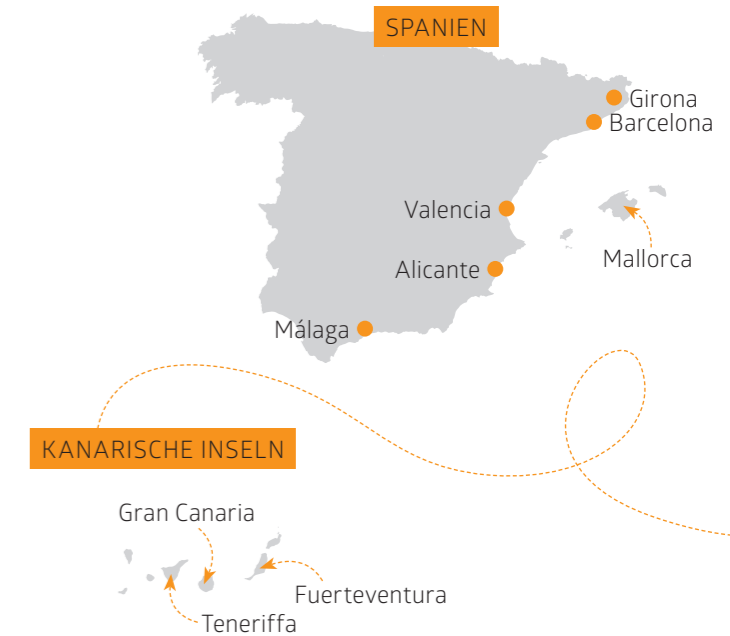 SPANIEN
Girona
Barcelona
Valencia
Mallorca
Alicante
Málaga
KANARISCHE INSELN
Gran Canaria
Fuerteventura
Teneriffa